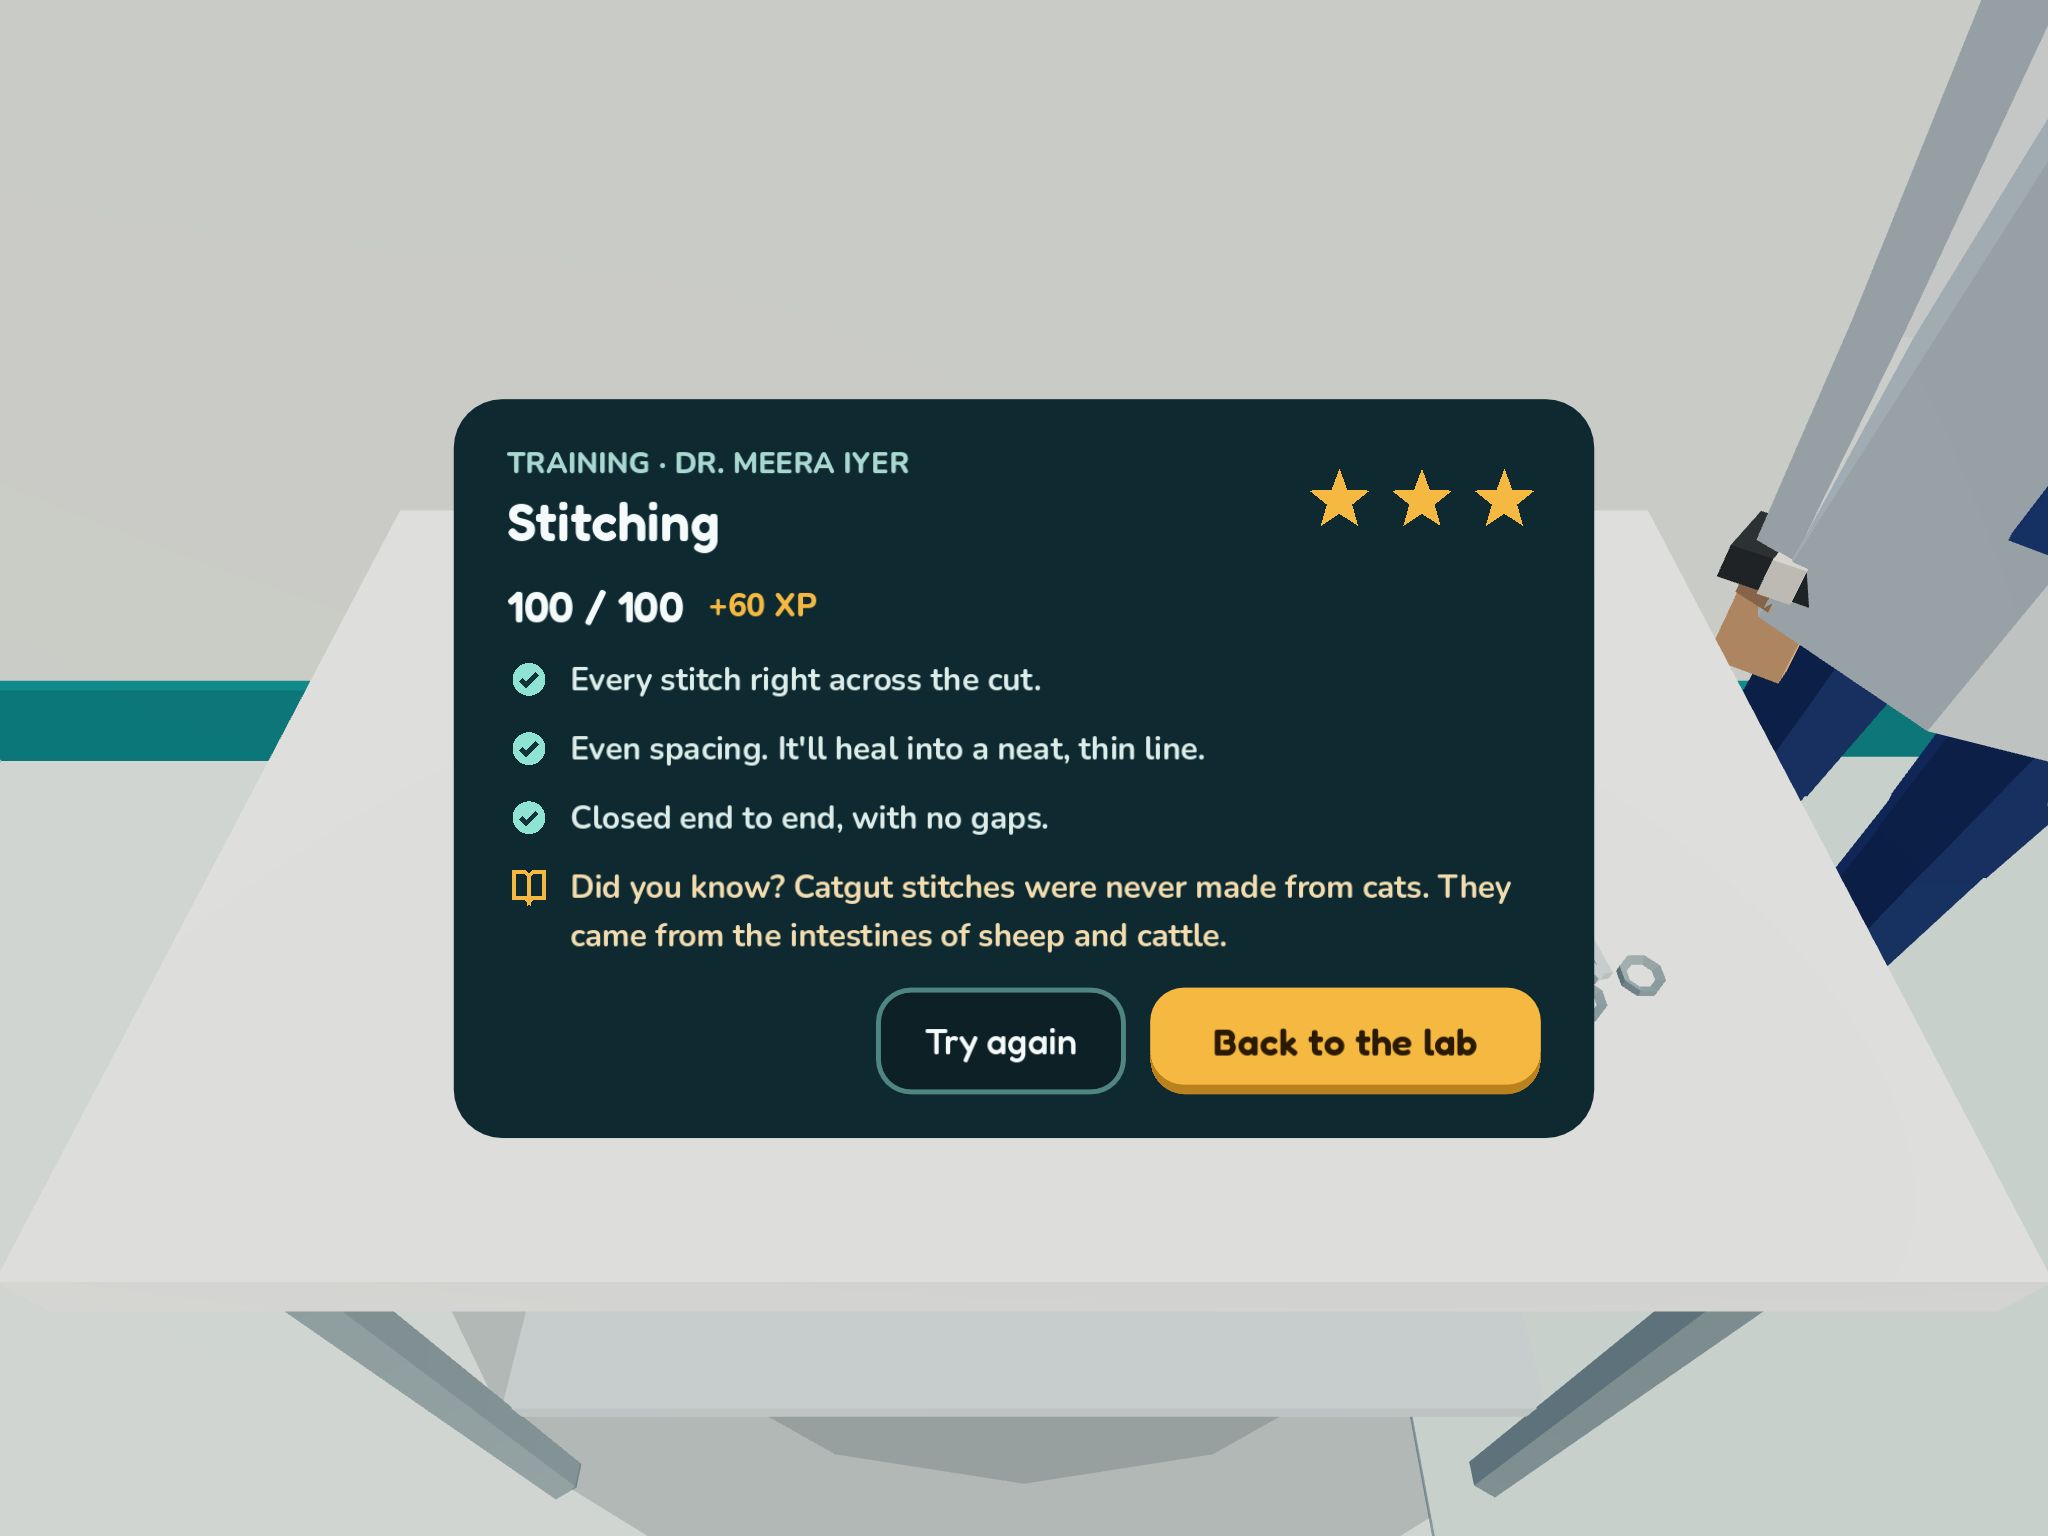 TRAINING · DR. MEERA IYER
Stitching
100 / 100 +60 XP
Every stitch right across the cut.
Even spacing. It'll heal into a neat, thin line.
Closed end to end, with no gaps.
Did you know? Catgut stitches were never made from cats. They
came from the intestines of sheep and cattle.
Try again
Back to the lab